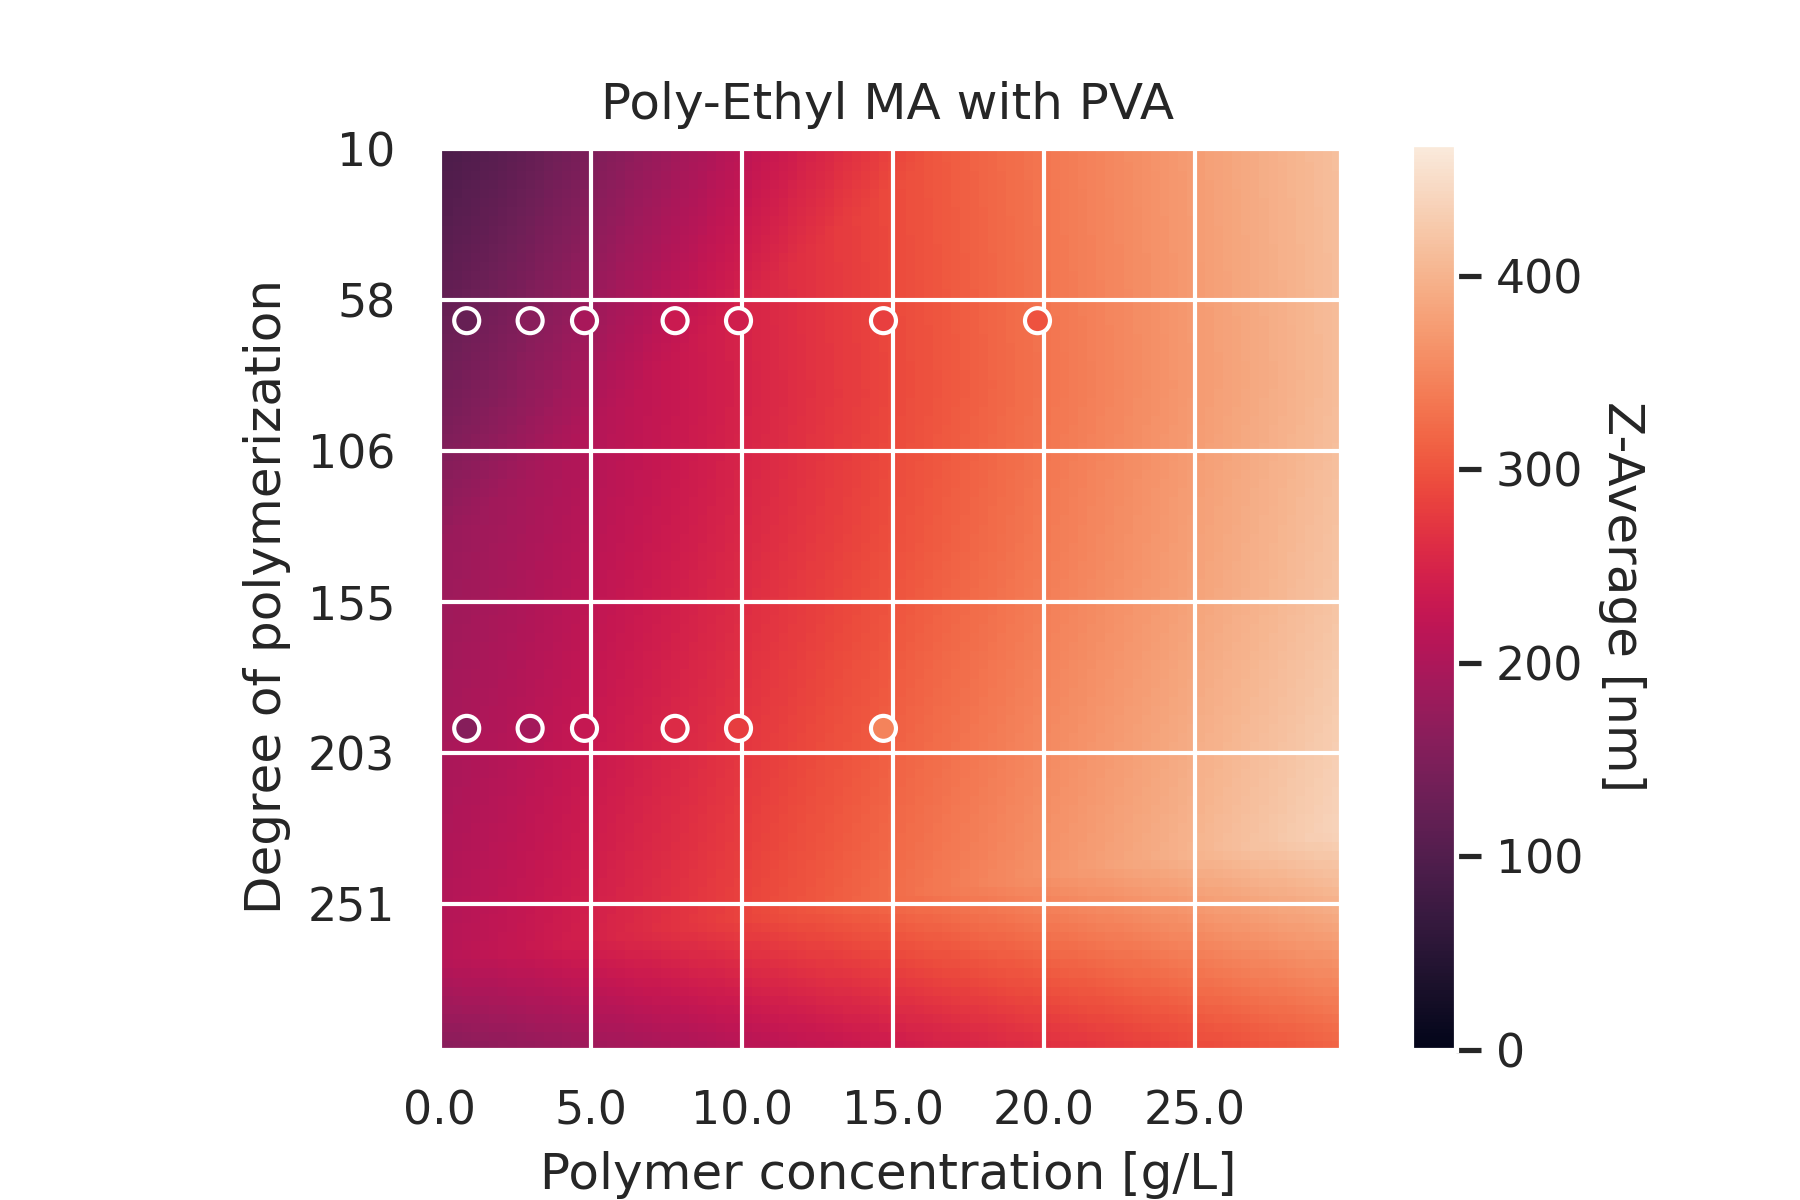 Poly-Ethyl MA with PVA
10
58
106
155
203
251
Degree of polymerization
0.0 5.0 10.0 15.0 20.0 25.0
Polymer concentration [g/L]
400
300
200
100
0
Z-Average [nm]